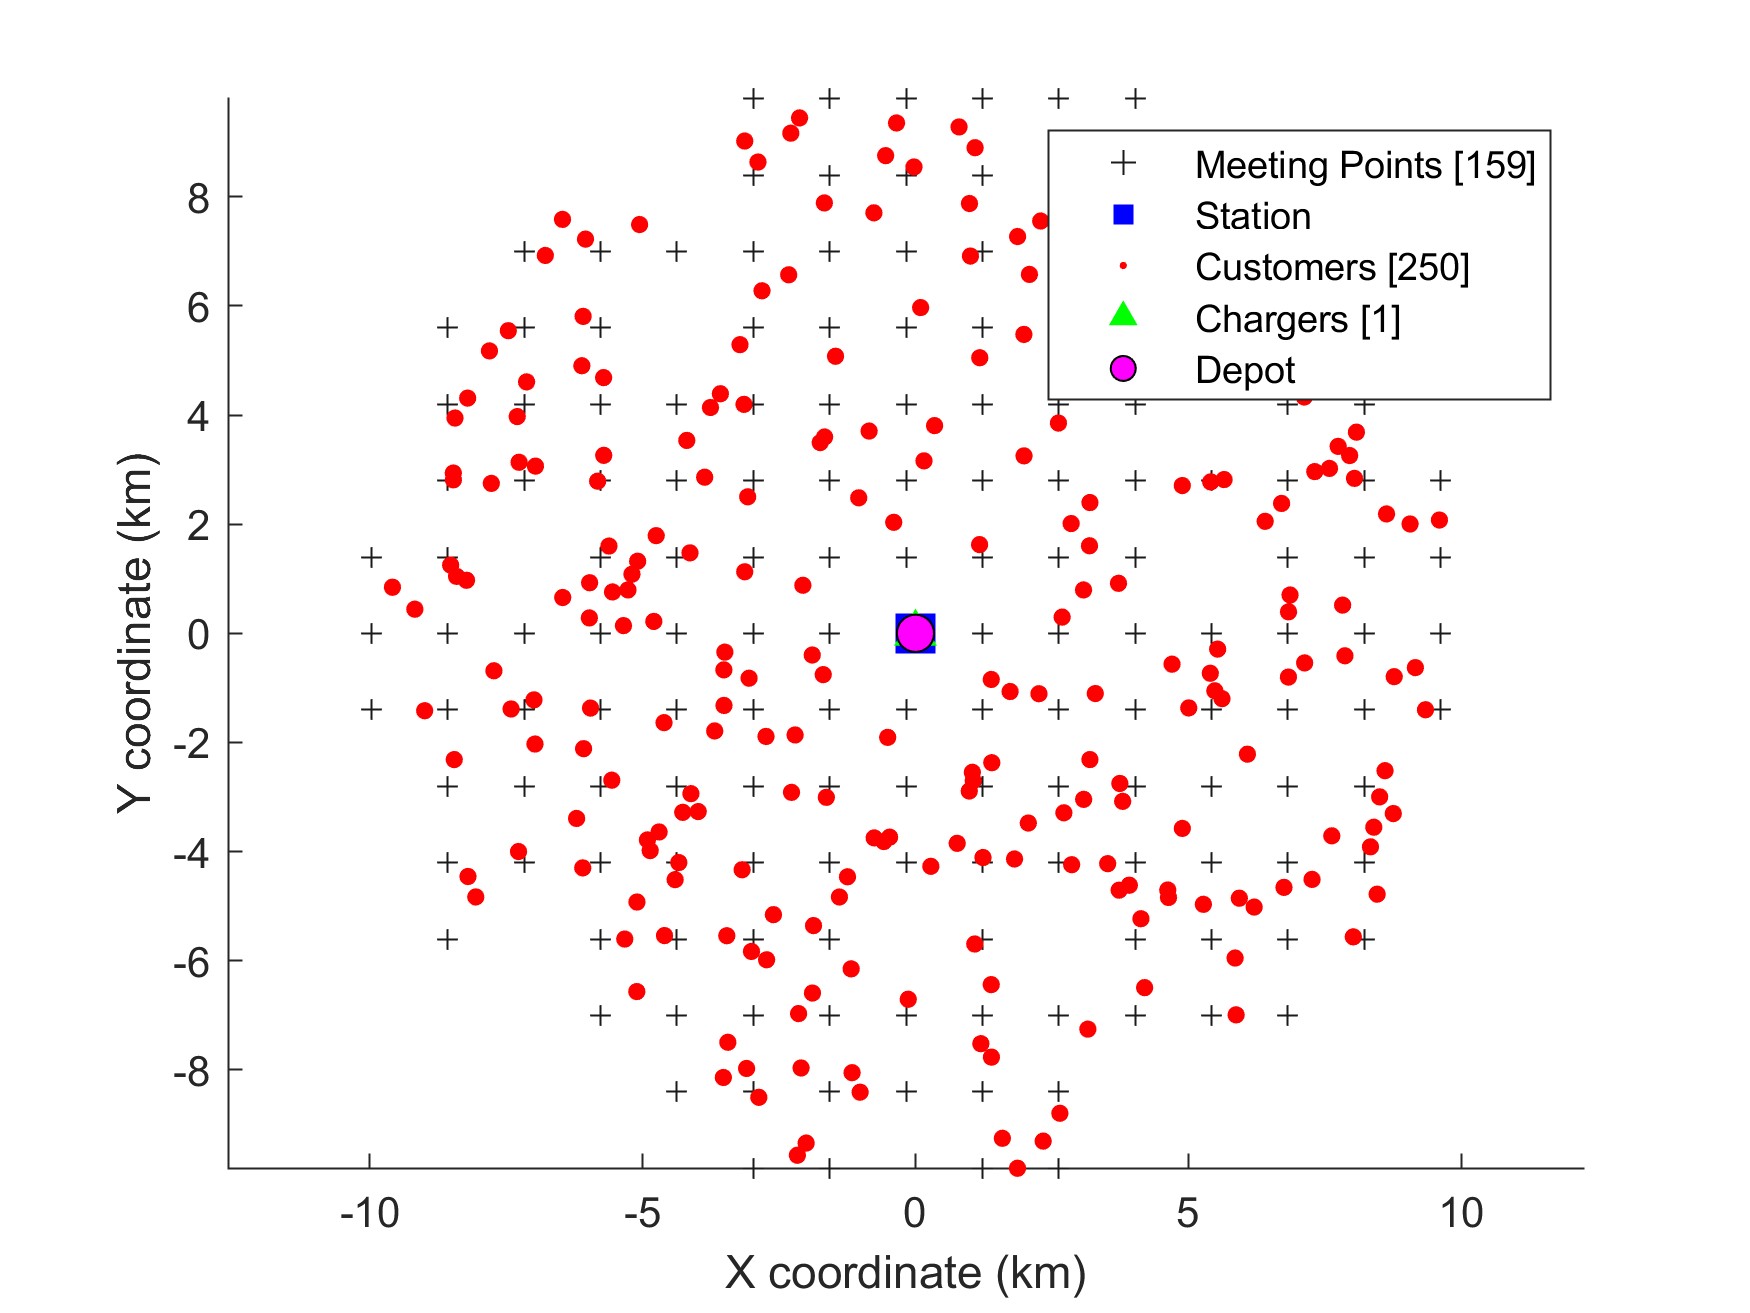 Meeting Points [159]
Station
Customers [250]
Chargers [1]
Depot
8
6
4
2
0
-2
-4
-6
-8
Y coordinate (km)
-10
-5
0
5
10
X coordinate (km)